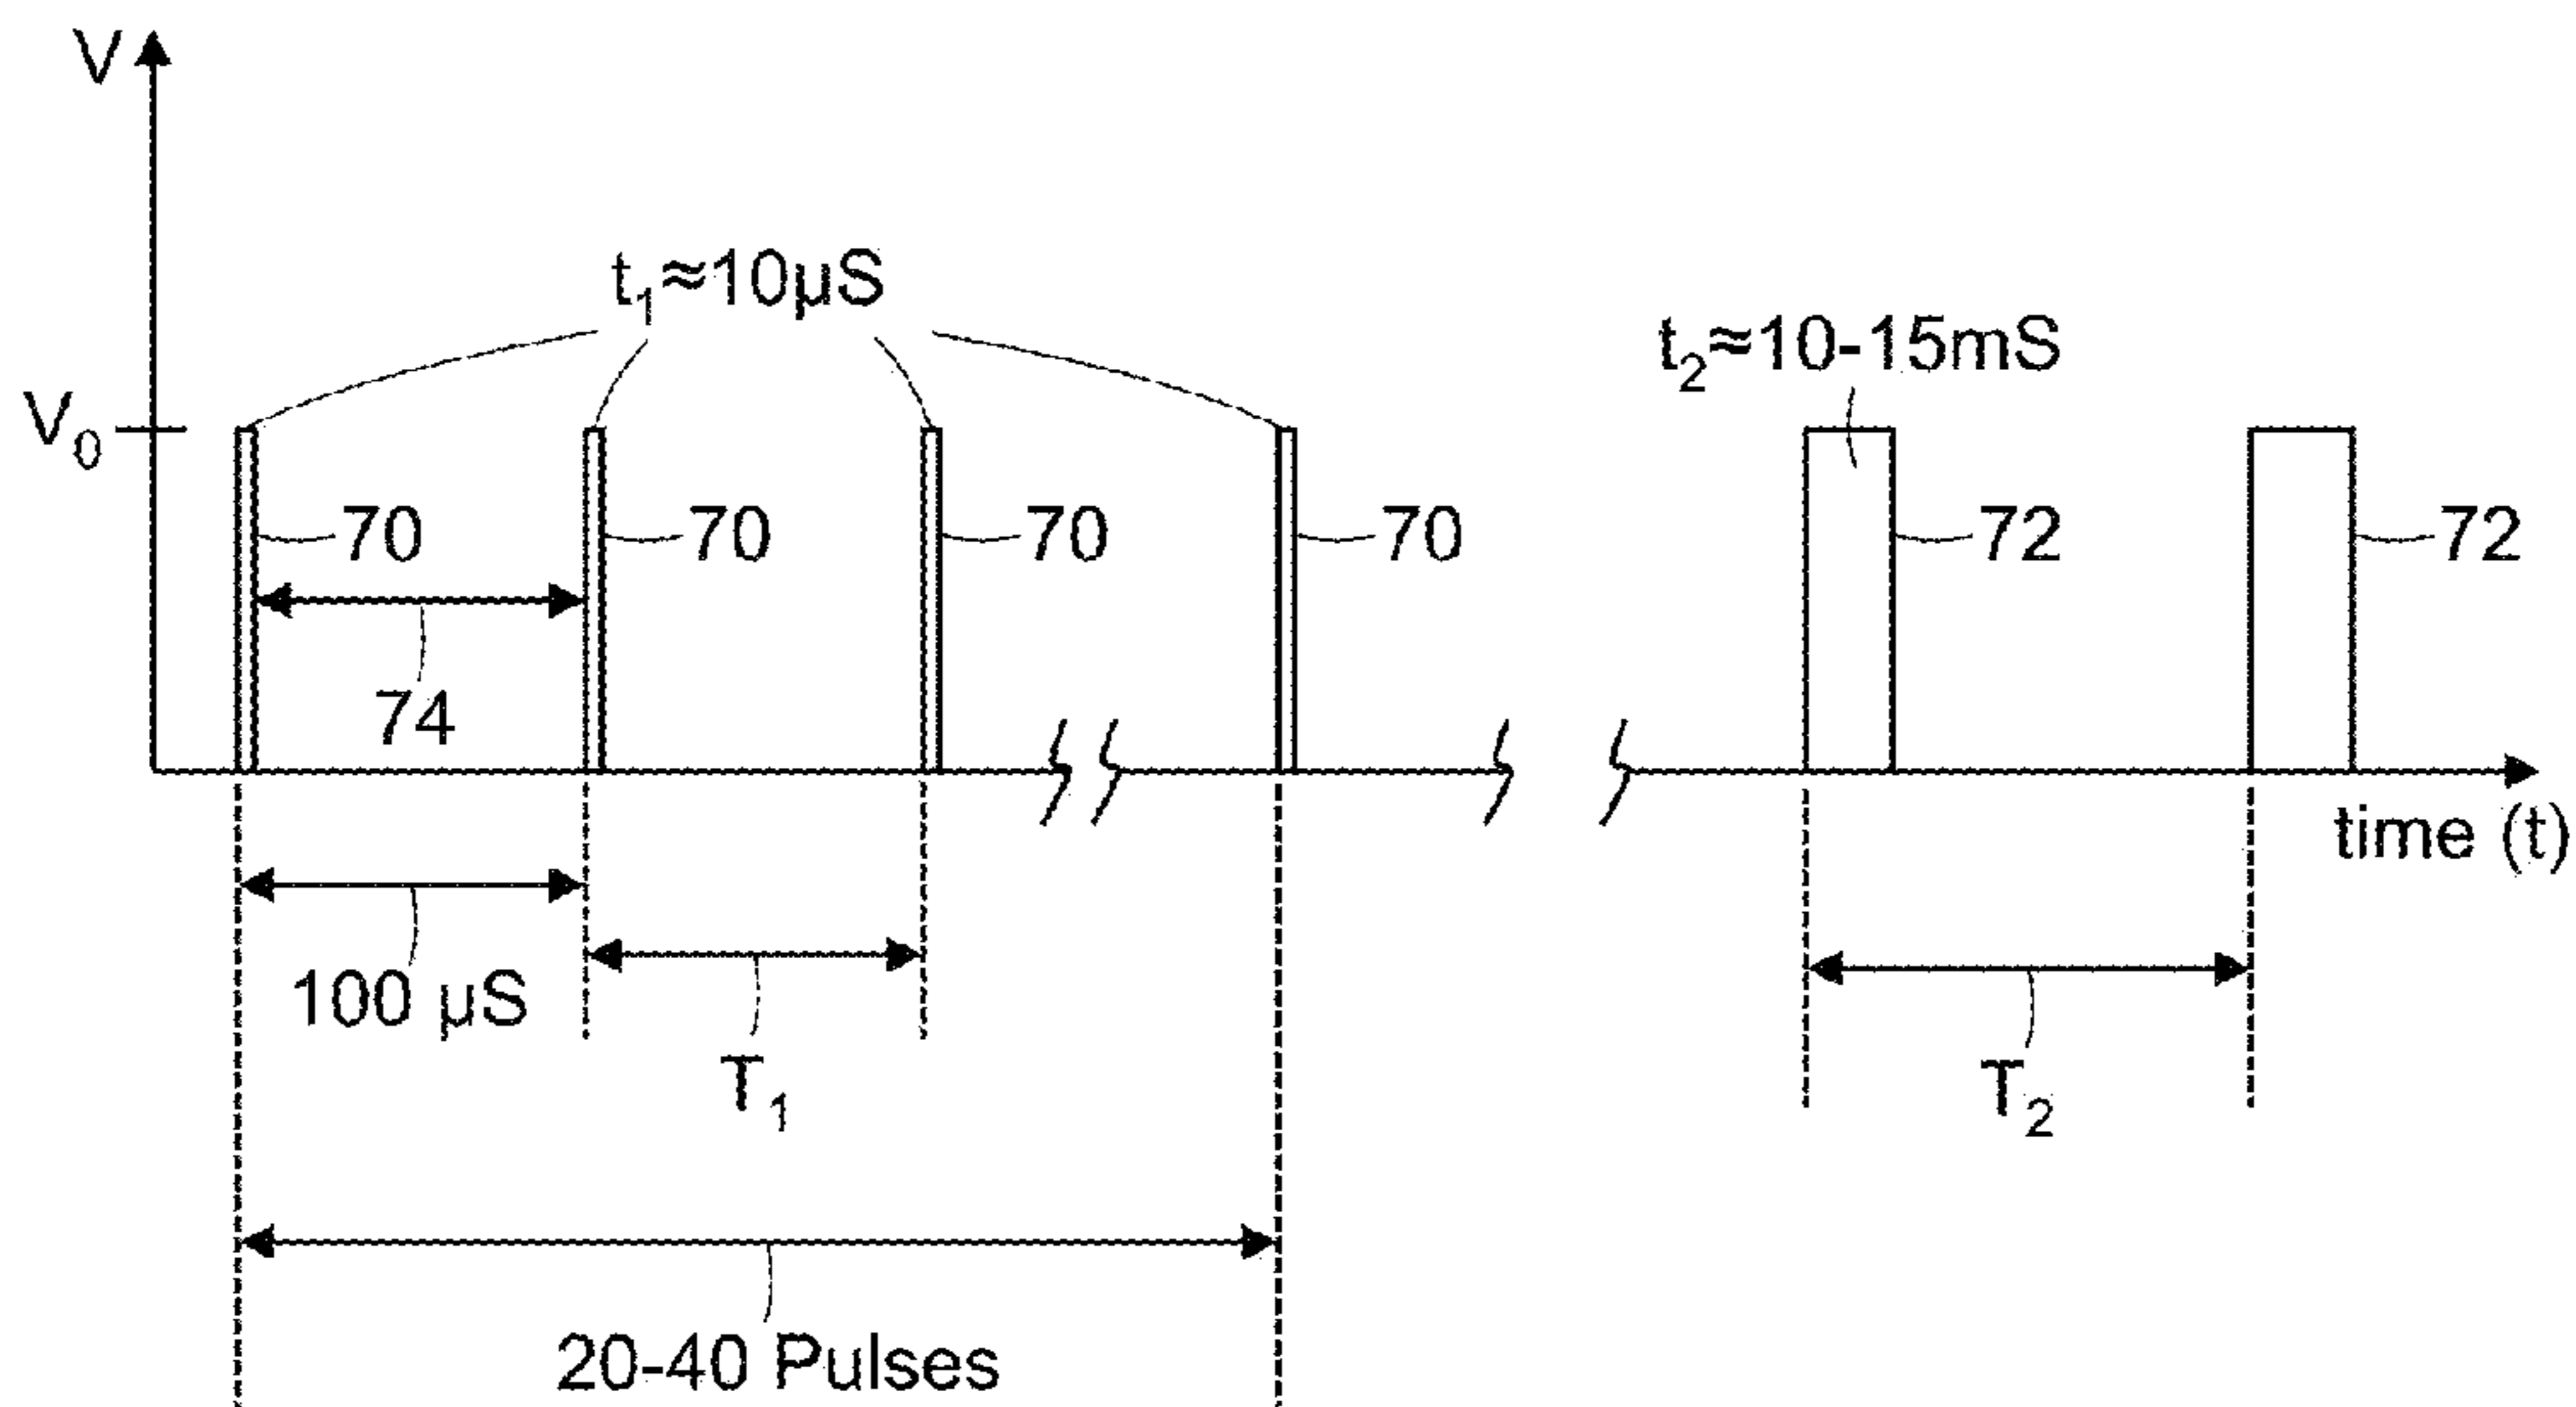 V
t₁≈10µS
t₂≈10-15mS
V₀
70 70 70 70 72 72
74
time (t)
100 µS
T₁ T₂
20-40 Pulses